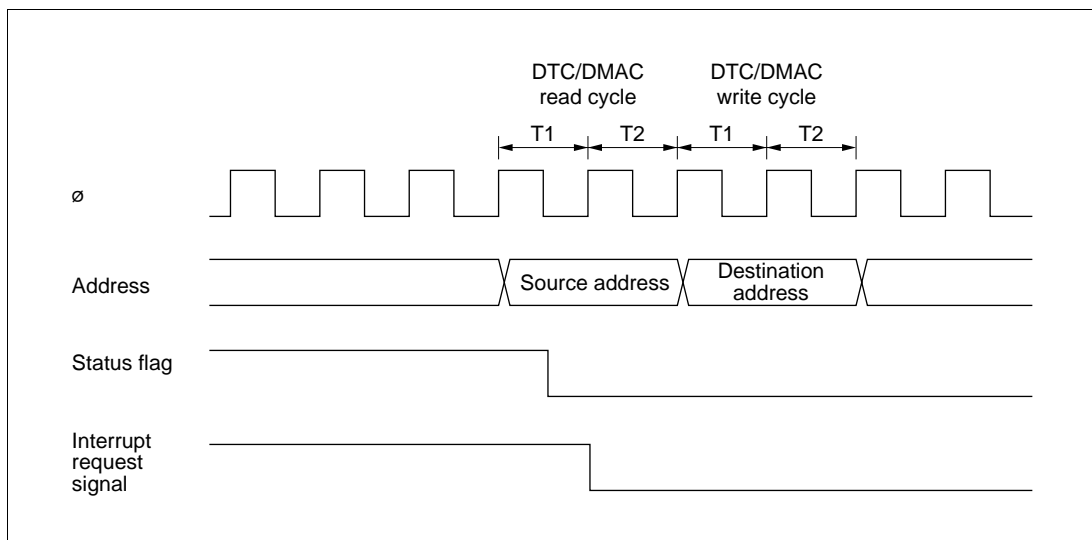 DTC/DMAC
read cycle
DTC/DMAC
write cycle
T1
T2
T1
T2
ø
Address
Source address
Destination
address
Status flag
Interrupt
request
signal